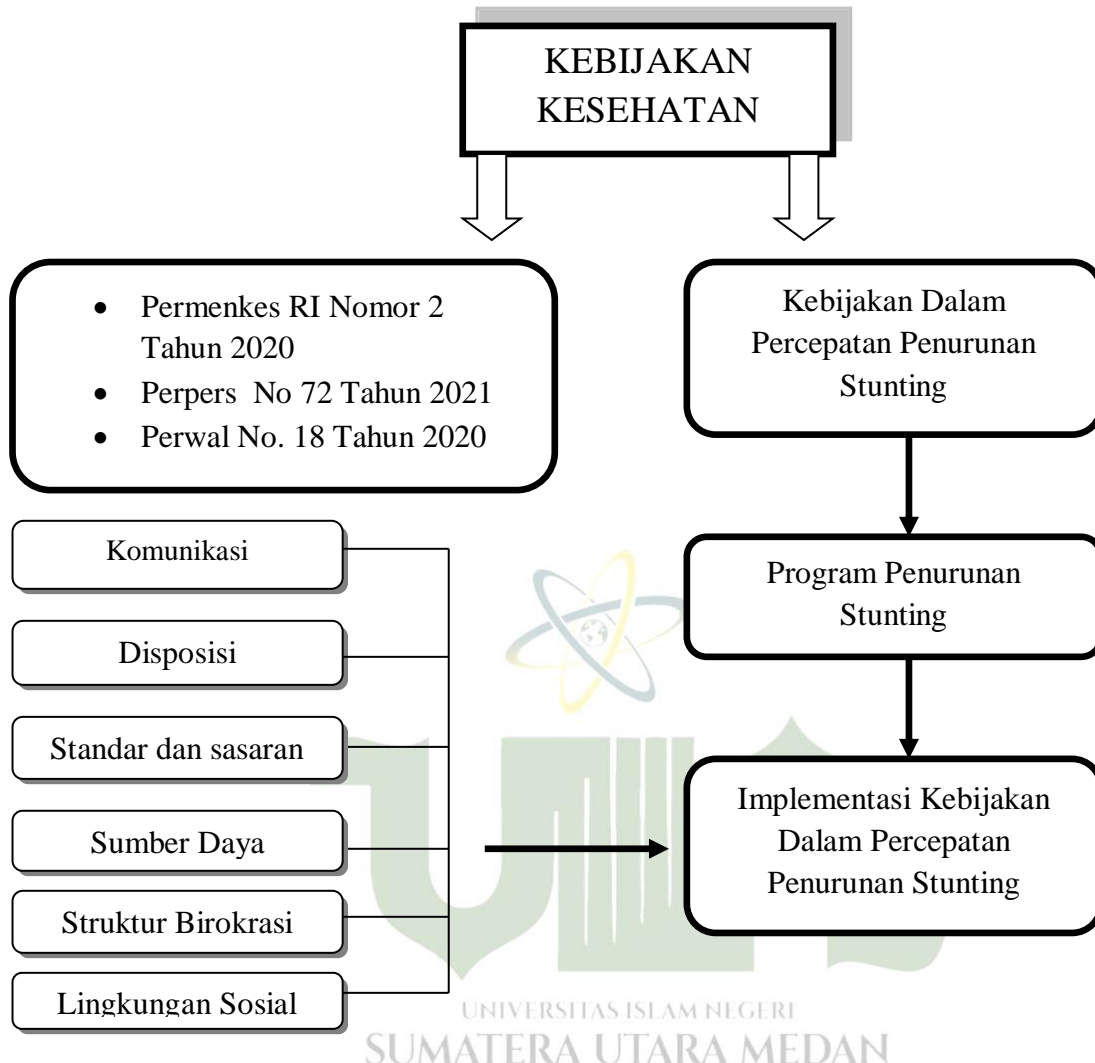 KEBIJAKAN
KESEHATAN
• Permenkes RI Nomor 2
Tahun 2020
• Perpers No 72 Tahun 2021
• Perwal No. 18 Tahun 2020
Kebijakan Dalam
Percepatan Penurunan
Stunting
Komunikasi
Disposisi
Standar dan sasaran
Sumber Daya
Struktur Birokrasi
Lingkungan Sosial
Program Penurunan
Stunting
Implementasi Kebijakan
Dalam Percepatan
Penurunan Stunting
UNIVERSITAS ISLAM NEGERI
SUMATERA UTARA MEDAN